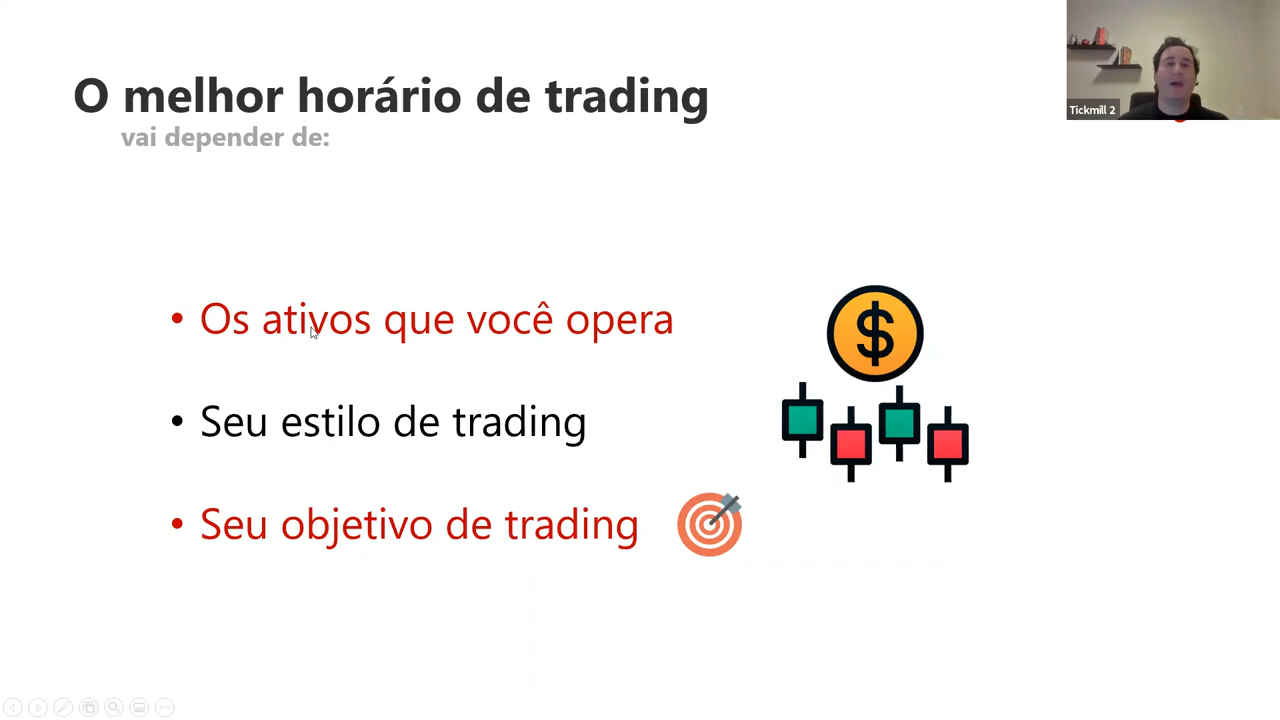 O melhor horário de trading
vai depender de:
Tickmill 2
• Os ativos que você opera
• Seu estilo de trading
• Seu objetivo de trading
$